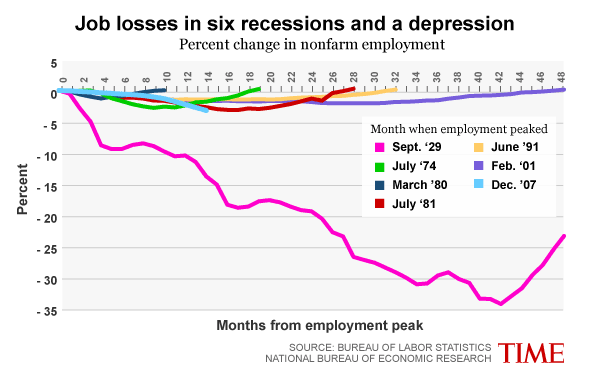 Job losses in six recessions and a depression
Percent change in nonfarm employment
5
0
- 5
- 10
- 15
- 20
- 25
- 30
- 35
Percent
0 2 4 6 8 10 12 14 16 18 20 22 24 26 28 30 32 34 36 38 40 42 44 46 48
Month when employment peaked
Sept. ‘29
July ‘74
March ’80
July ‘81
June ’91
Feb. ‘01
Dec. ’07
Months from employment peak
SOURCE: BUREAU OF LABOR STATISTICS
NATIONAL BUREAU OF ECONOMIC RESEARCH
TIME